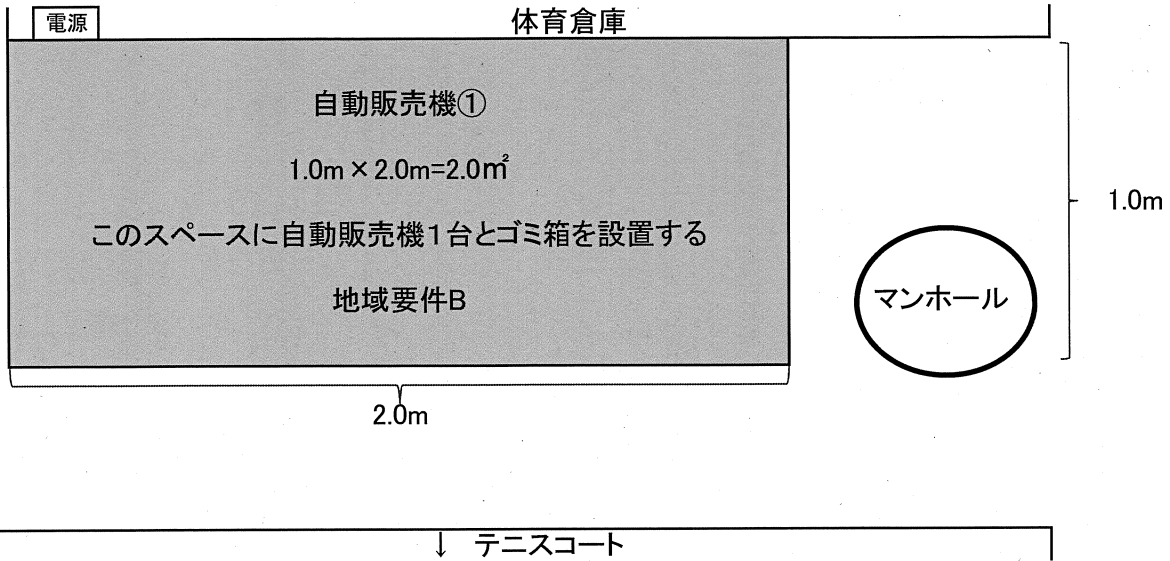 電源
体育倉庫
自動販売機①
1.0m×2.0m=2.0㎡
このスペースに自動販売機1台とゴミ箱を設置する
地域要件B
1.0m
マンホール
2.0m
↓ テニスコート